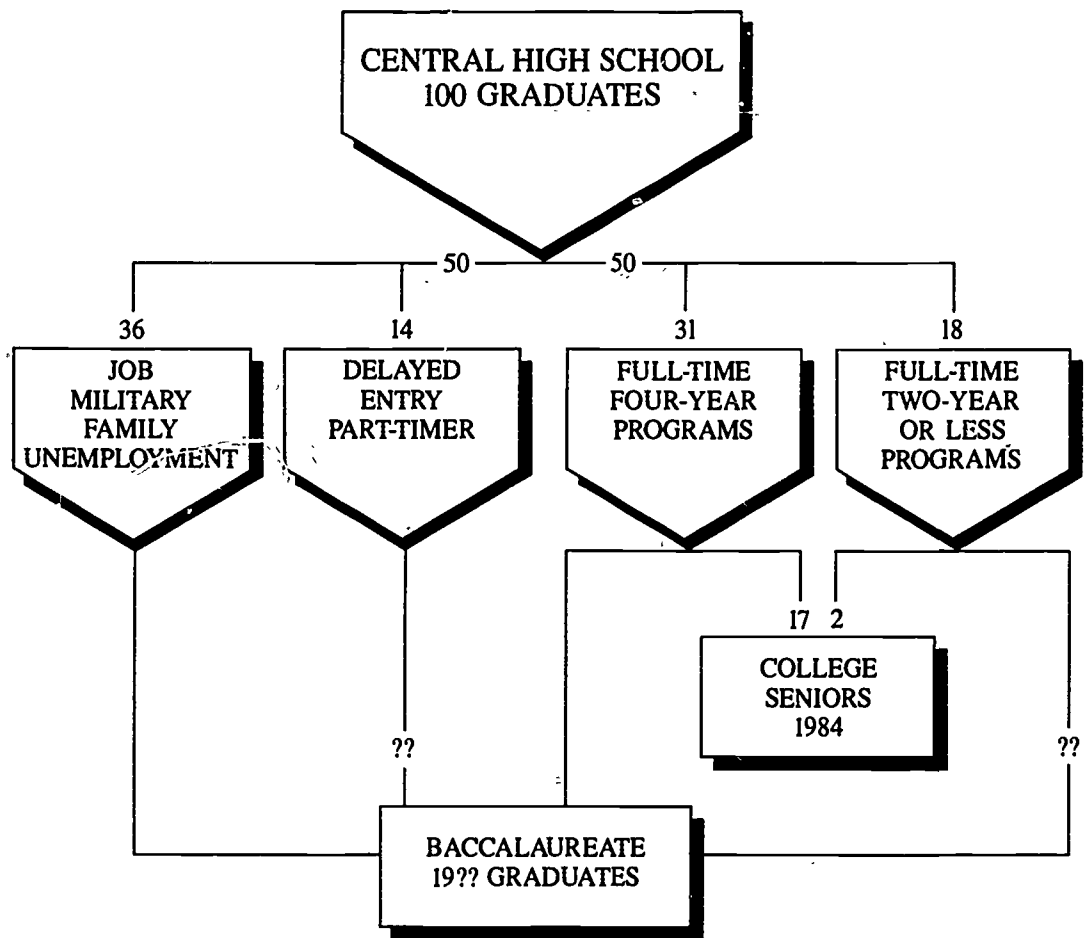 CENTRAL HIGH SCHOOL
100 GRADUATES
50
50
36
14
31
18
JOB
MILITARY
FAMILY
UNEMPLOYMENT
DELAYED
ENTRY
PART-TIMER
FULL-TIME
FOUR-YEAR
PROGRAMS
FULL-TIME
TWO-YEAR
OR LESS
PROGRAMS
17 2
COLLEGE
SENIORS
1984
??
??
BACCALAUREATE
19?? GRADUATES